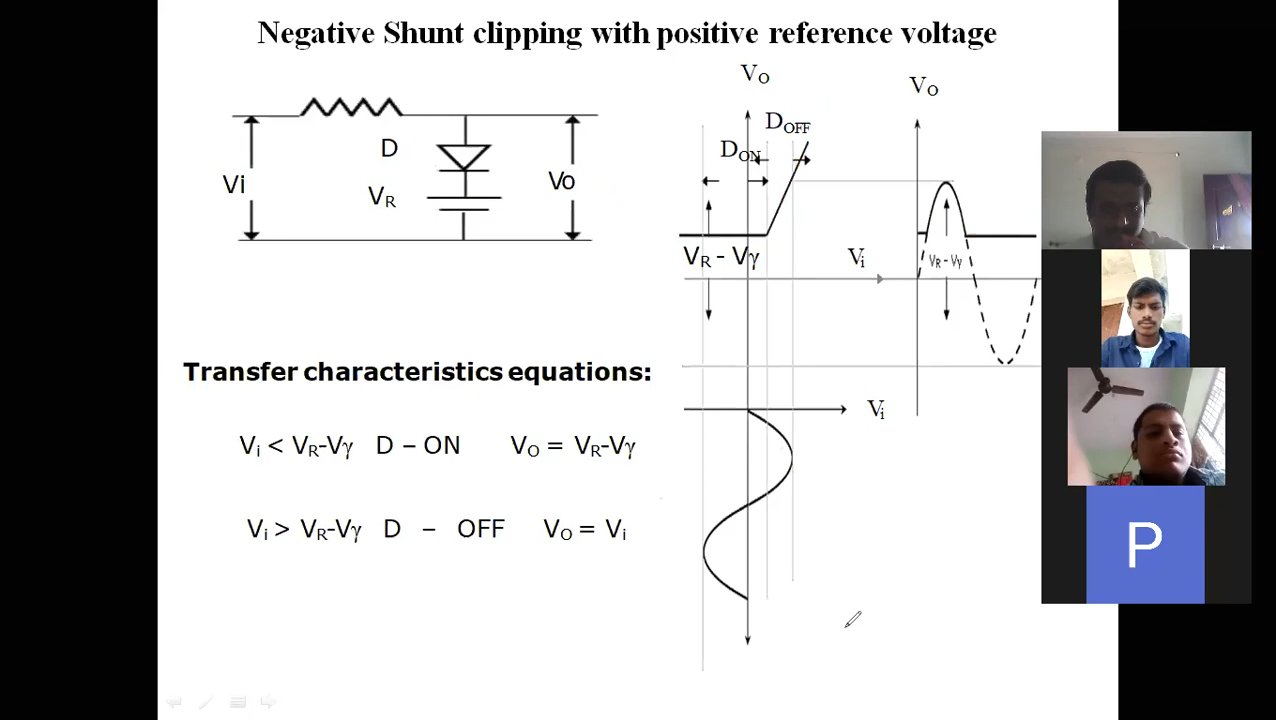 Negative Shunt clipping with positive reference voltage
D
VR
Vi
Vo
VO
DOFF
DON
VR - Vγ
Vi
VO
VR - Vγ
Vi
Transfer characteristics equations:
Vi < VR-Vγ D – ON VO = VR-Vγ
Vi > VR-Vγ D – OFF VO = Vi
P